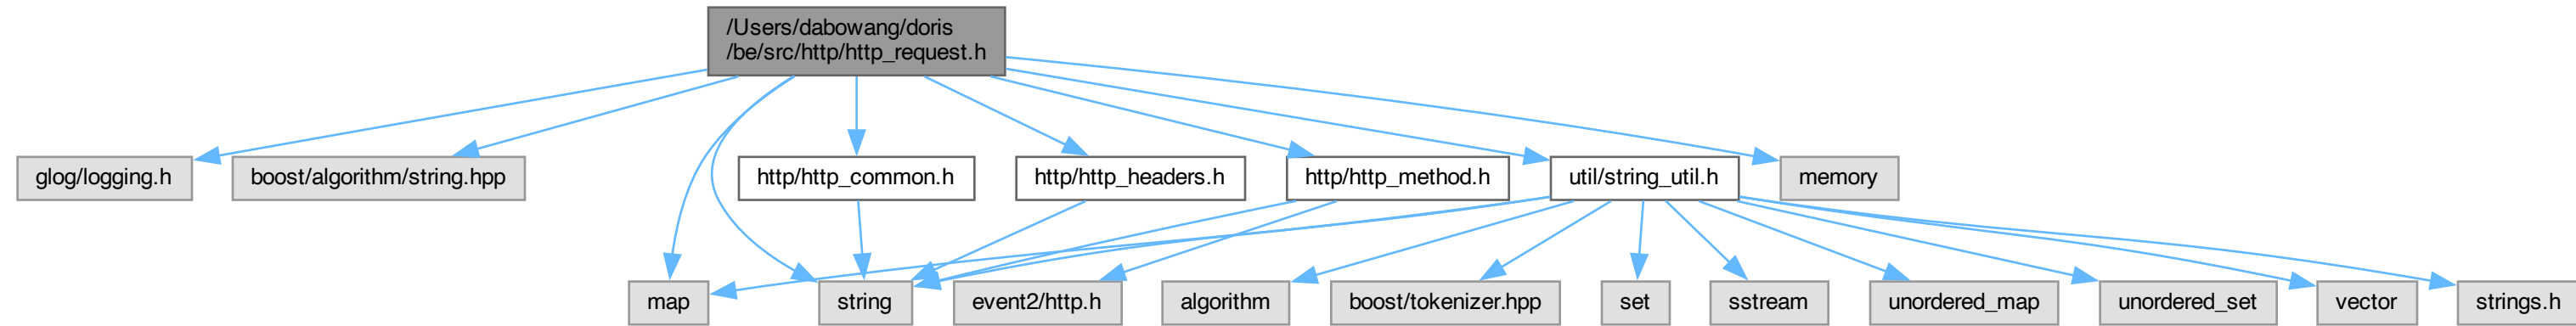 /Users/dabowang/doris
/be/src/http/http_request.h
glog/logging.h
boost/algorithm/string.hpp
http/http_common.h
http/http_headers.h
http/http_method.h
util/string_util.h
memory
map
string
event2/http.h
algorithm
boost/tokenizer.hpp
set
sstream
unordered_map
unordered_set
vector
strings.h